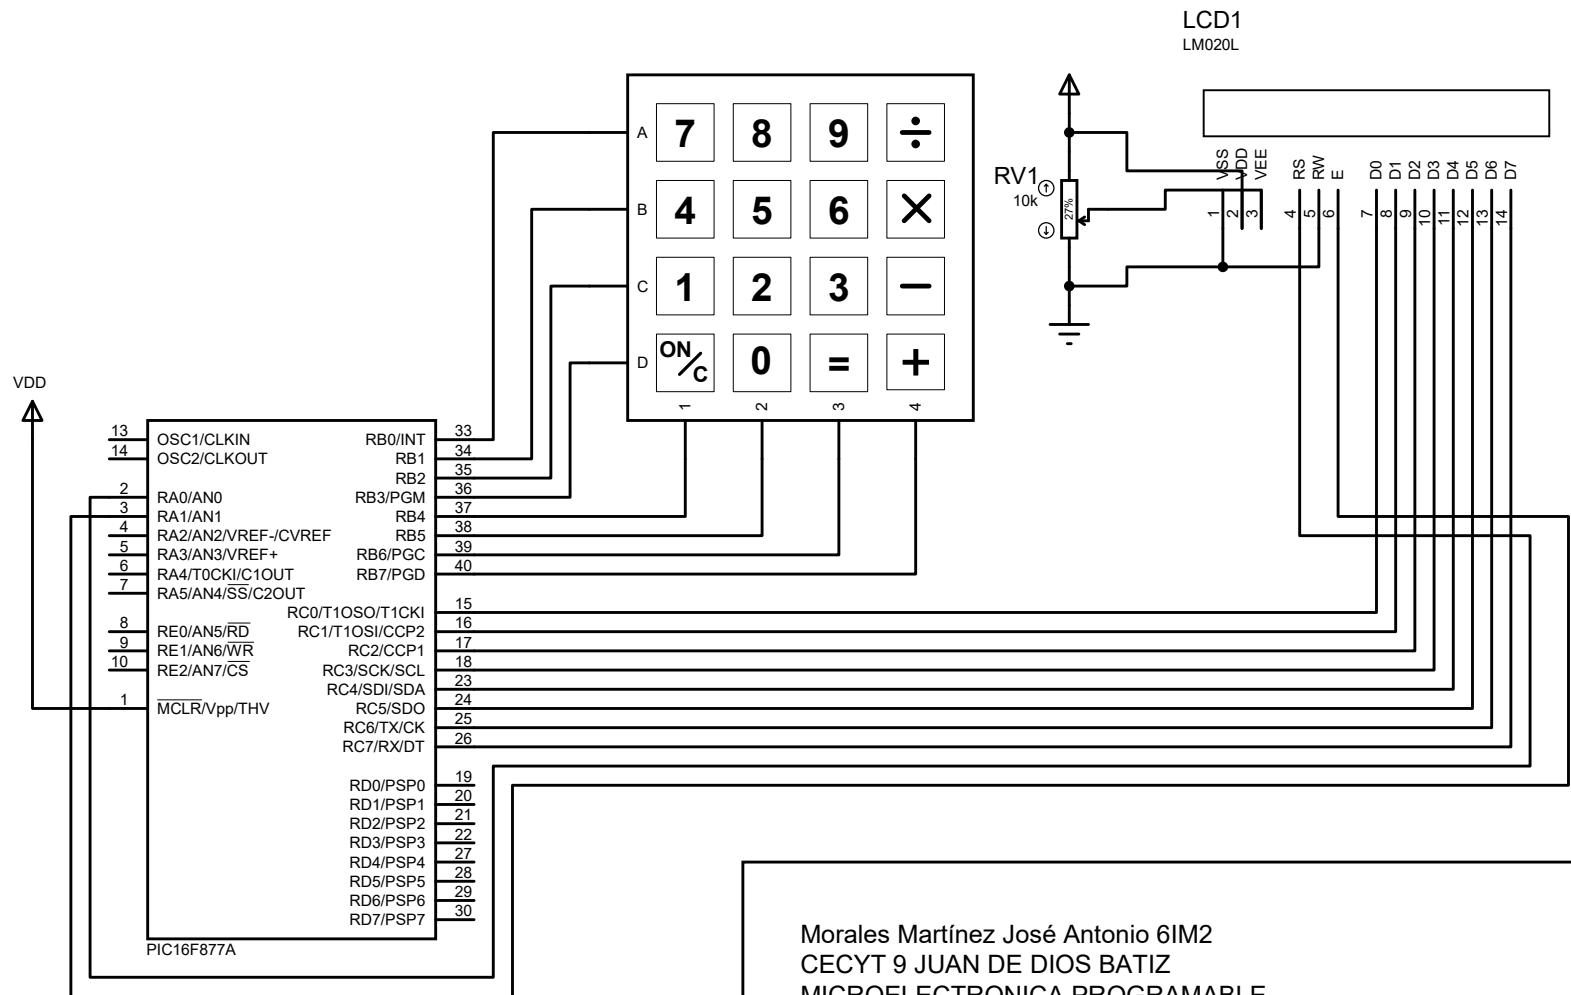 LCD1
LM020L
A 7 8 9 ÷
B 4 5 6 ×
C 1 2 3 −
D ON/C 0 = +
1 2 3 4
RV1
10k
27%
VSS VDD VEE RS RW E D0 D1 D2 D3 D4 D5 D6 D7
1 2 3 4 5 6 7 8 9 10 11 12 13 14
VDD
13 OSC1/CLKIN
14 OSC2/CLKOUT
2 RA0/AN0
3 RA1/AN1
4 RA2/AN2/VREF-/CVREF
5 RA3/AN3/VREF+
6 RA4/T0CKI/C1OUT
7 RA5/AN4/SS/C2OUT
8 RE0/AN5/RD
9 RE1/AN6/WR
10 RE2/AN7/CS
1 MCLR/Vpp/THV
RB0/INT 33
RB1 34
RB2 35
RB3/PGM 36
RB4 37
RB5 38
RB6/PGC 39
RB7/PGD 40
RC0/T1OSO/T1CKI 15
RC1/T1OSI/CCP2 16
RC2/CCP1 17
RC3/SCK/SCL 18
RC4/SDI/SDA 23
RC5/SDO 24
RC6/TX/CK 25
RC7/RX/DT 26
RD0/PSP0 19
RD1/PSP1 20
RD2/PSP2 21
RD3/PSP3 22
RD4/PSP4 27
RD5/PSP5 28
RD6/PSP6 29
RD7/PSP7 30
PIC16F877A
Morales Martínez José Antonio 6IM2
CECYT 9 JUAN DE DIOS BATIZ
MICROELECTRONICA PROGRAMABLE